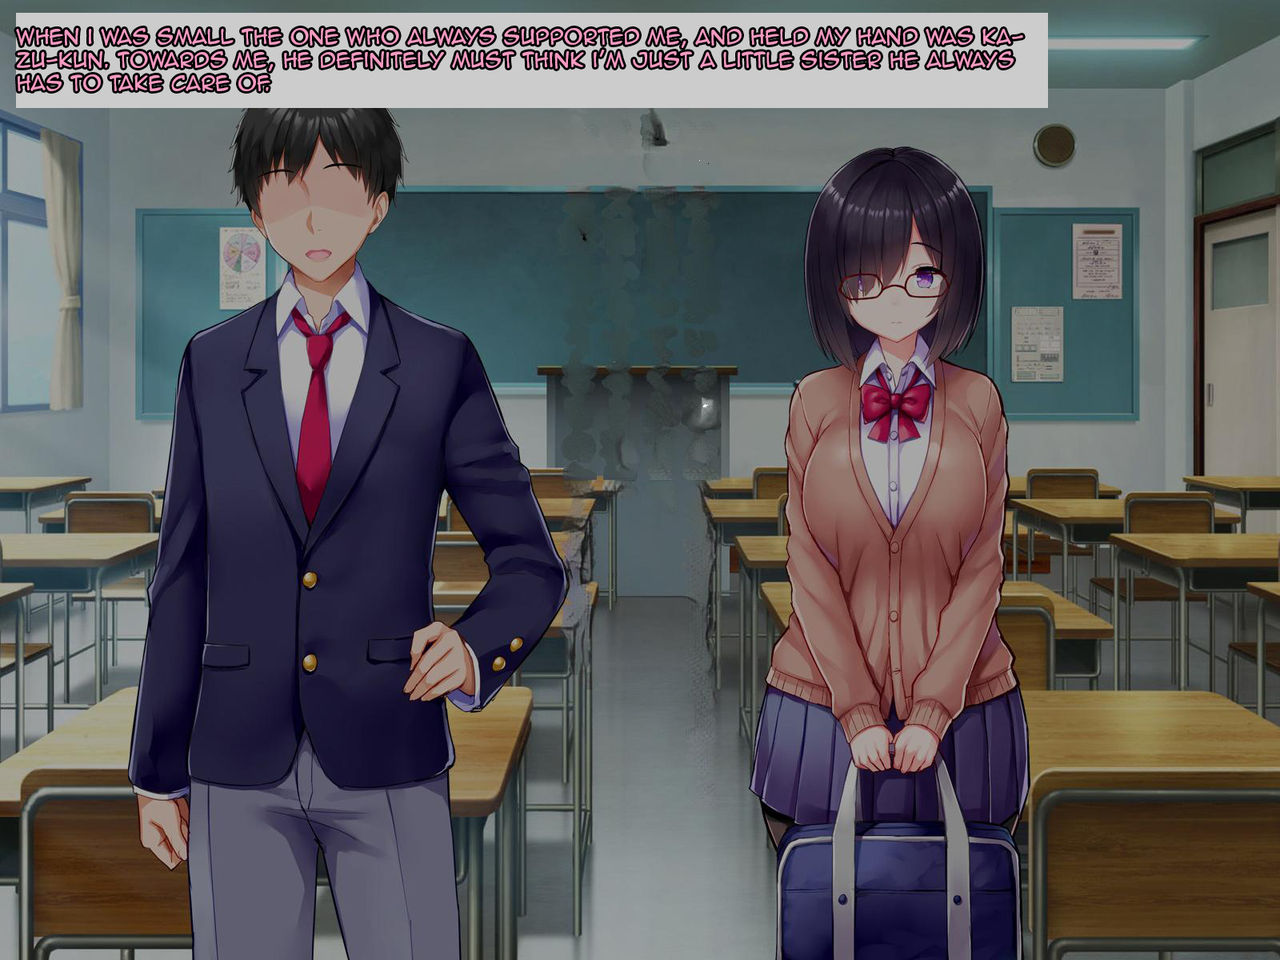 WHEN I WAS SMALL THE ONE WHO ALWAYS SUPPORTED ME, AND HELD MY HAND WAS KA-
ZU-KUN. TOWARDS ME, HE DEFINITELY MUST THINK I'M JUST A LITTLE SISTER HE ALWAYS
HAS TO TAKE CARE OF.